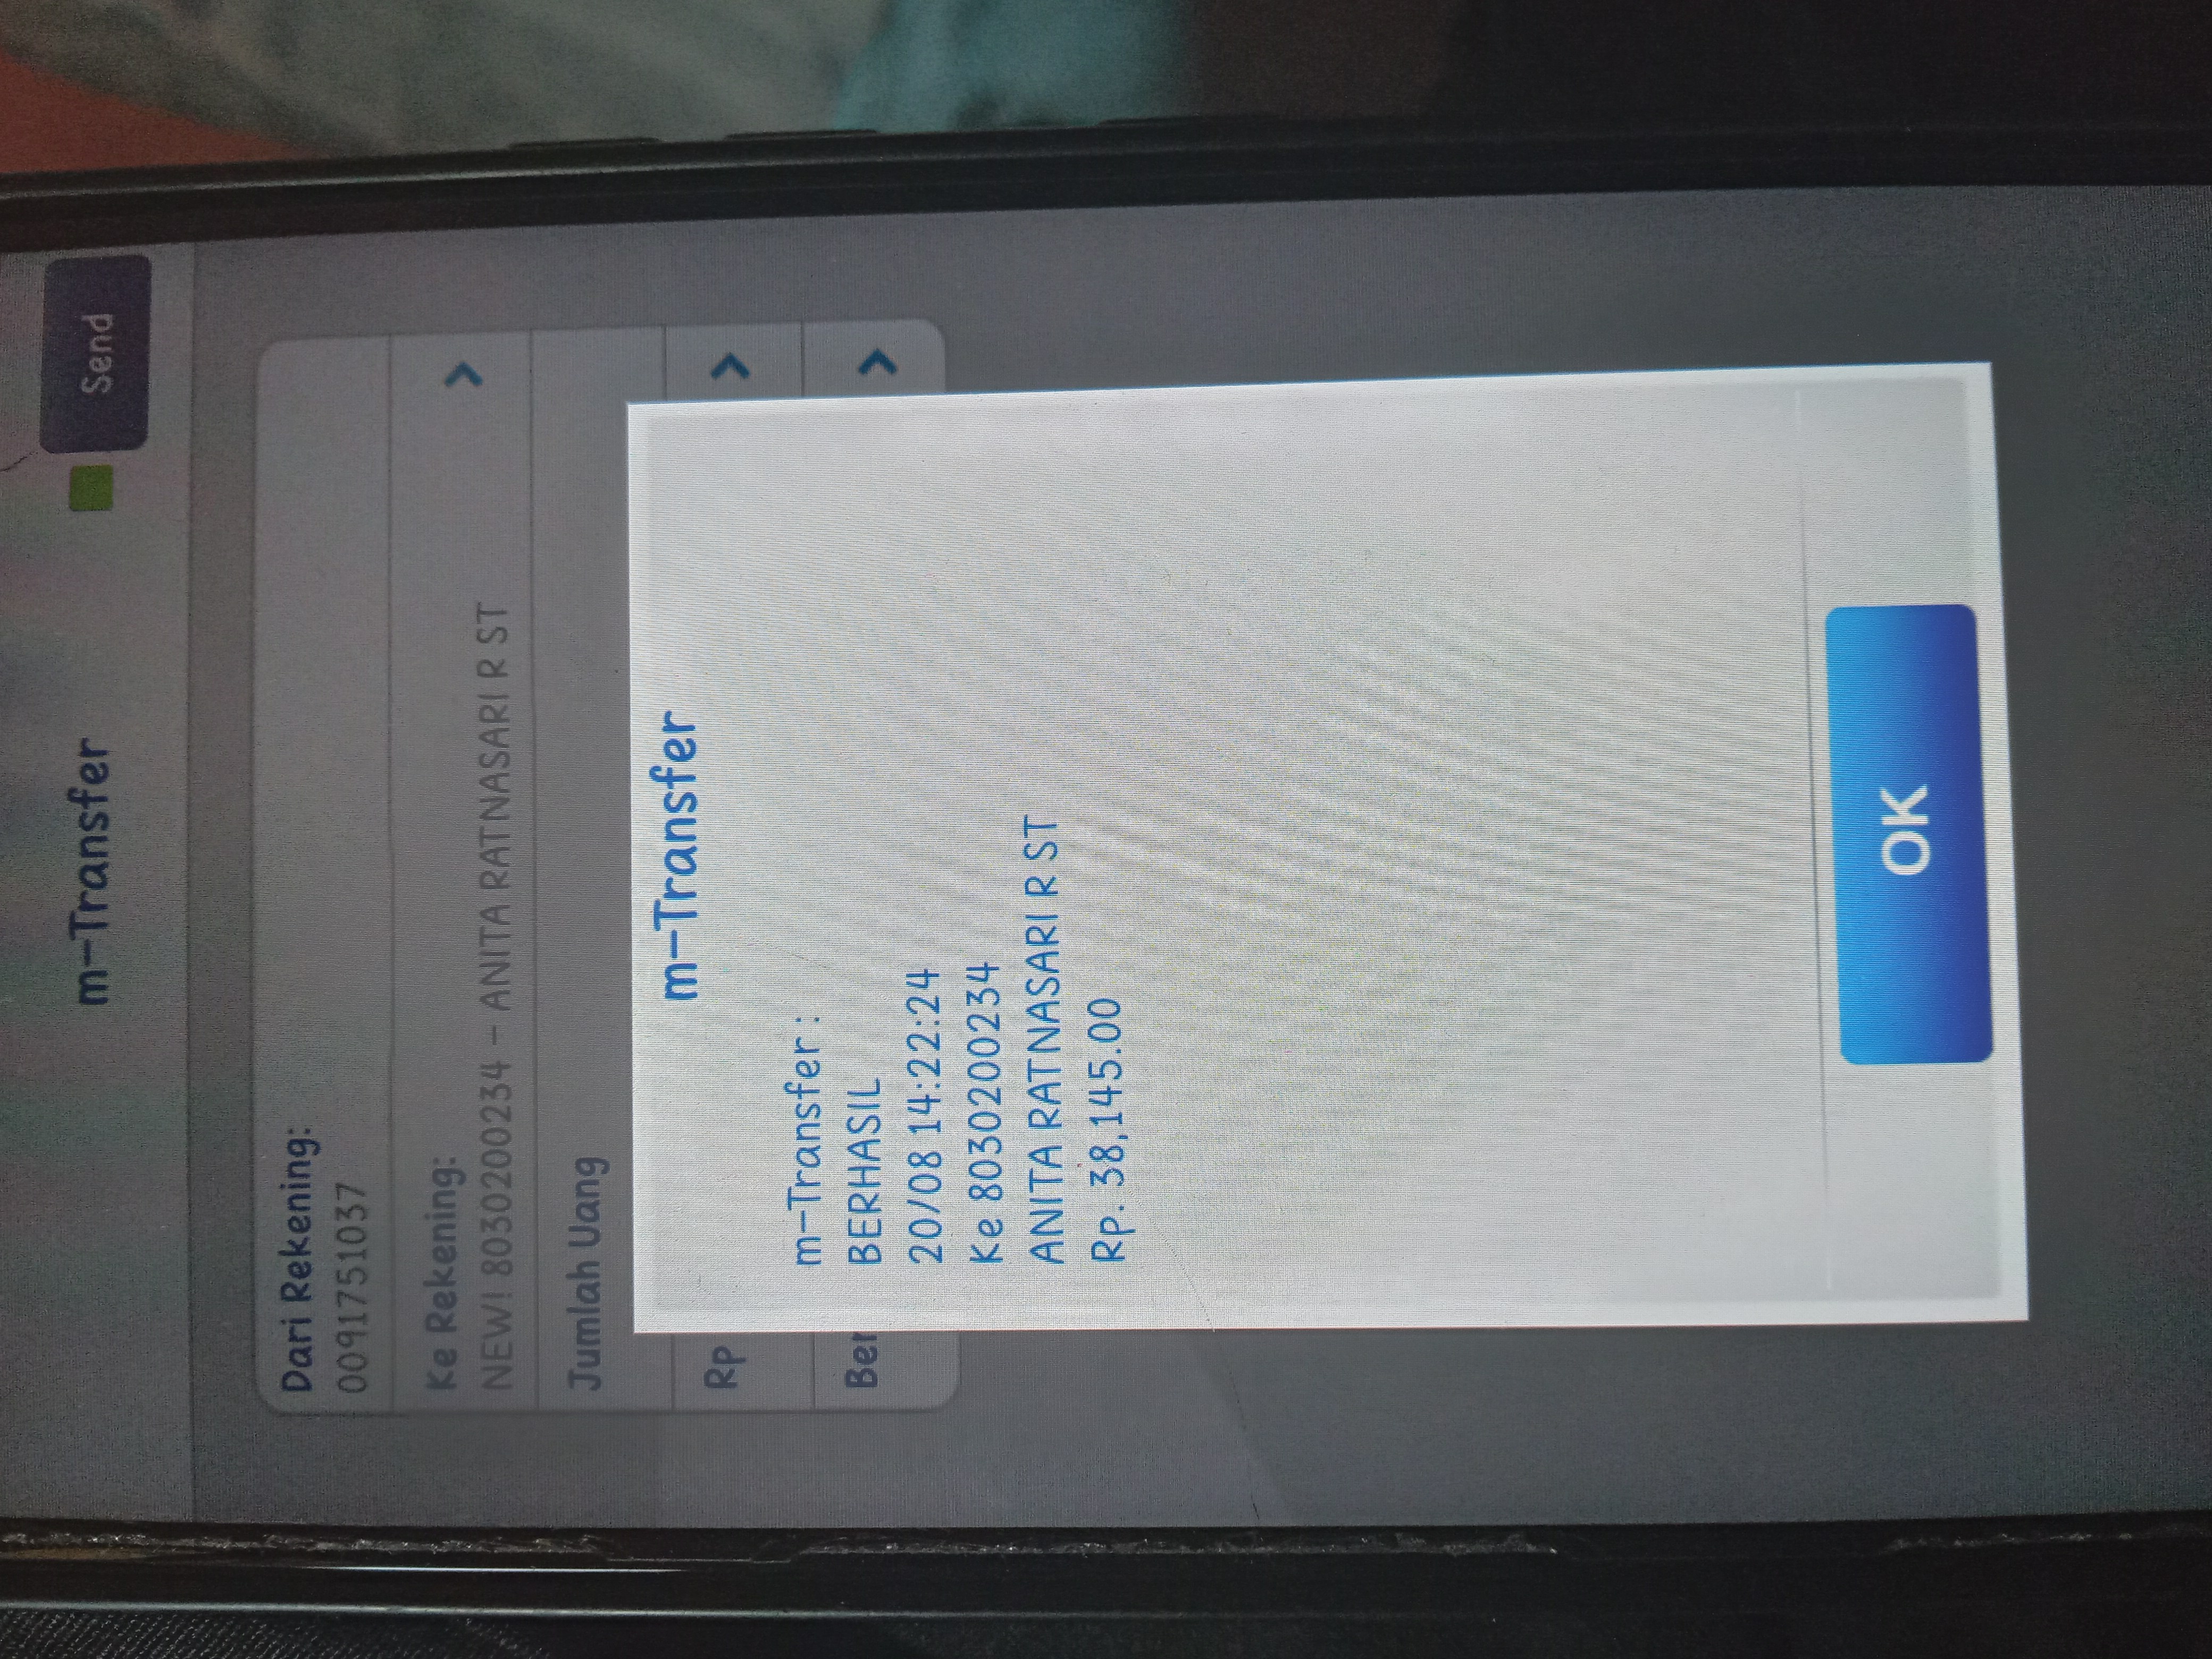 m-Transfer
Send
Dari Rekening:
0091751037
Ke Rekening:
NEW! 8030200234 - ANITA RATNASARI R ST
Jumlah Uang
Rp
Ber
m-Transfer
m-Transfer :
BERHASIL
20/08 14:22:24
Ke 8030200234
ANITA RATNASARI R ST
Rp. 38,145.00
OK